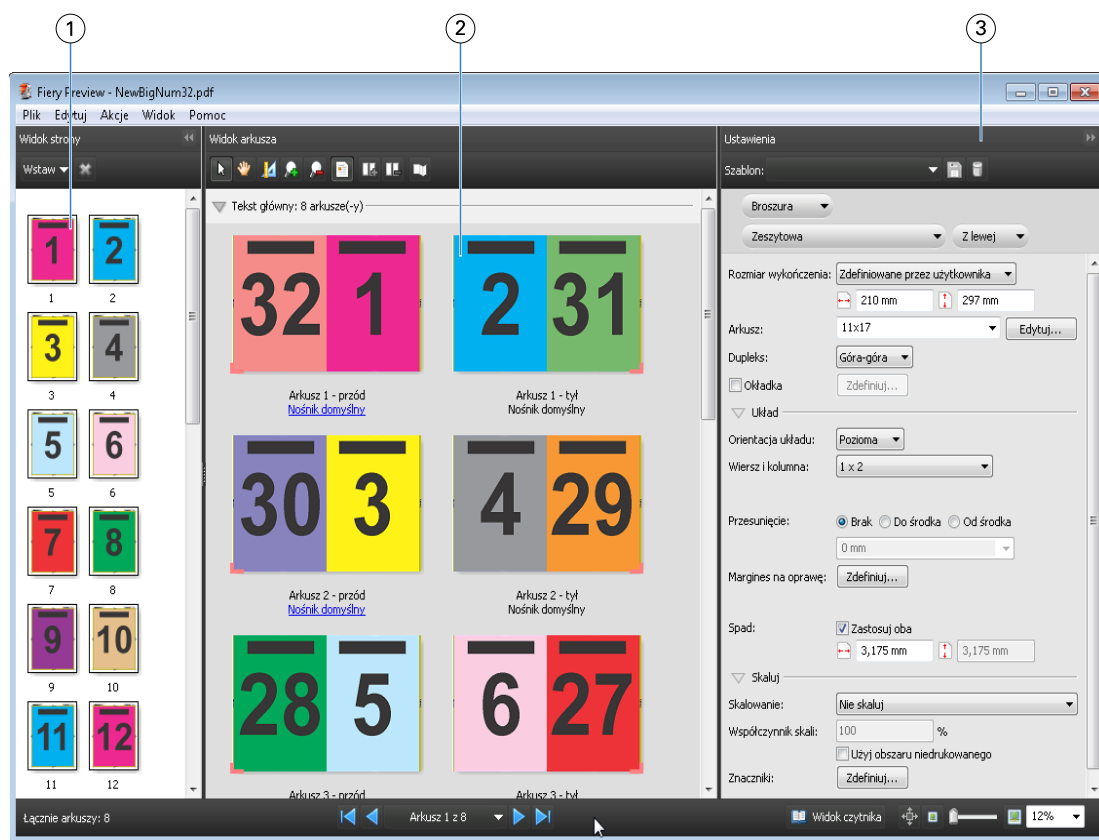 1 2 3
Fiery Preview - NewBigNum32.pdf
Plik Edytuj Akcje Widok Pomoc
Widok strony
Wstaw
1 2
1 2
3 4
3 4
5 6
5 6
7 8
7 8
9 10
9 10
11 12
11 12
Widok arkusza
Tekst główny: 8 arkusze(-y)
32 1 2 31
Arkusz 1 - przód Arkusz 1 - tył
Nośnik domyślny Nośnik domyślny
30 3 4 29
Arkusz 2 - przód Arkusz 2 - tył
Nośnik domyślny Nośnik domyślny
28 5 6 27
Arkusz 3 - przód Arkusz 3 - tył
Ustawienia
Szablon:
Broszura
Zeszytowa Z lewej
Rozmiar wykończenia: Zdefiniowane przez użytkownika
210 mm 297 mm
Arkusz: 11x17 Edytuj...
Dupleks: Góra-góra
Okładka Zdefiniuj...
Układ
Orientacja układu: Pozioma
Wiersz i kolumna: 1 x 2
Przesunięcie: Brak Do środka Od środka
0 mm
Margines na oprawę: Zdefiniuj...
Spad: Zastosuj oba
3,175 mm 3,175 mm
Skaluj
Skalowanie: Nie skaluj
Współczynnik skali: 100 %
Użyj obszaru niedrukowanego
Znaczniki: Zdefiniuj...
Łącznie arkuszy: 8 Arkusz 1 z 8 Widok czytnika 12%